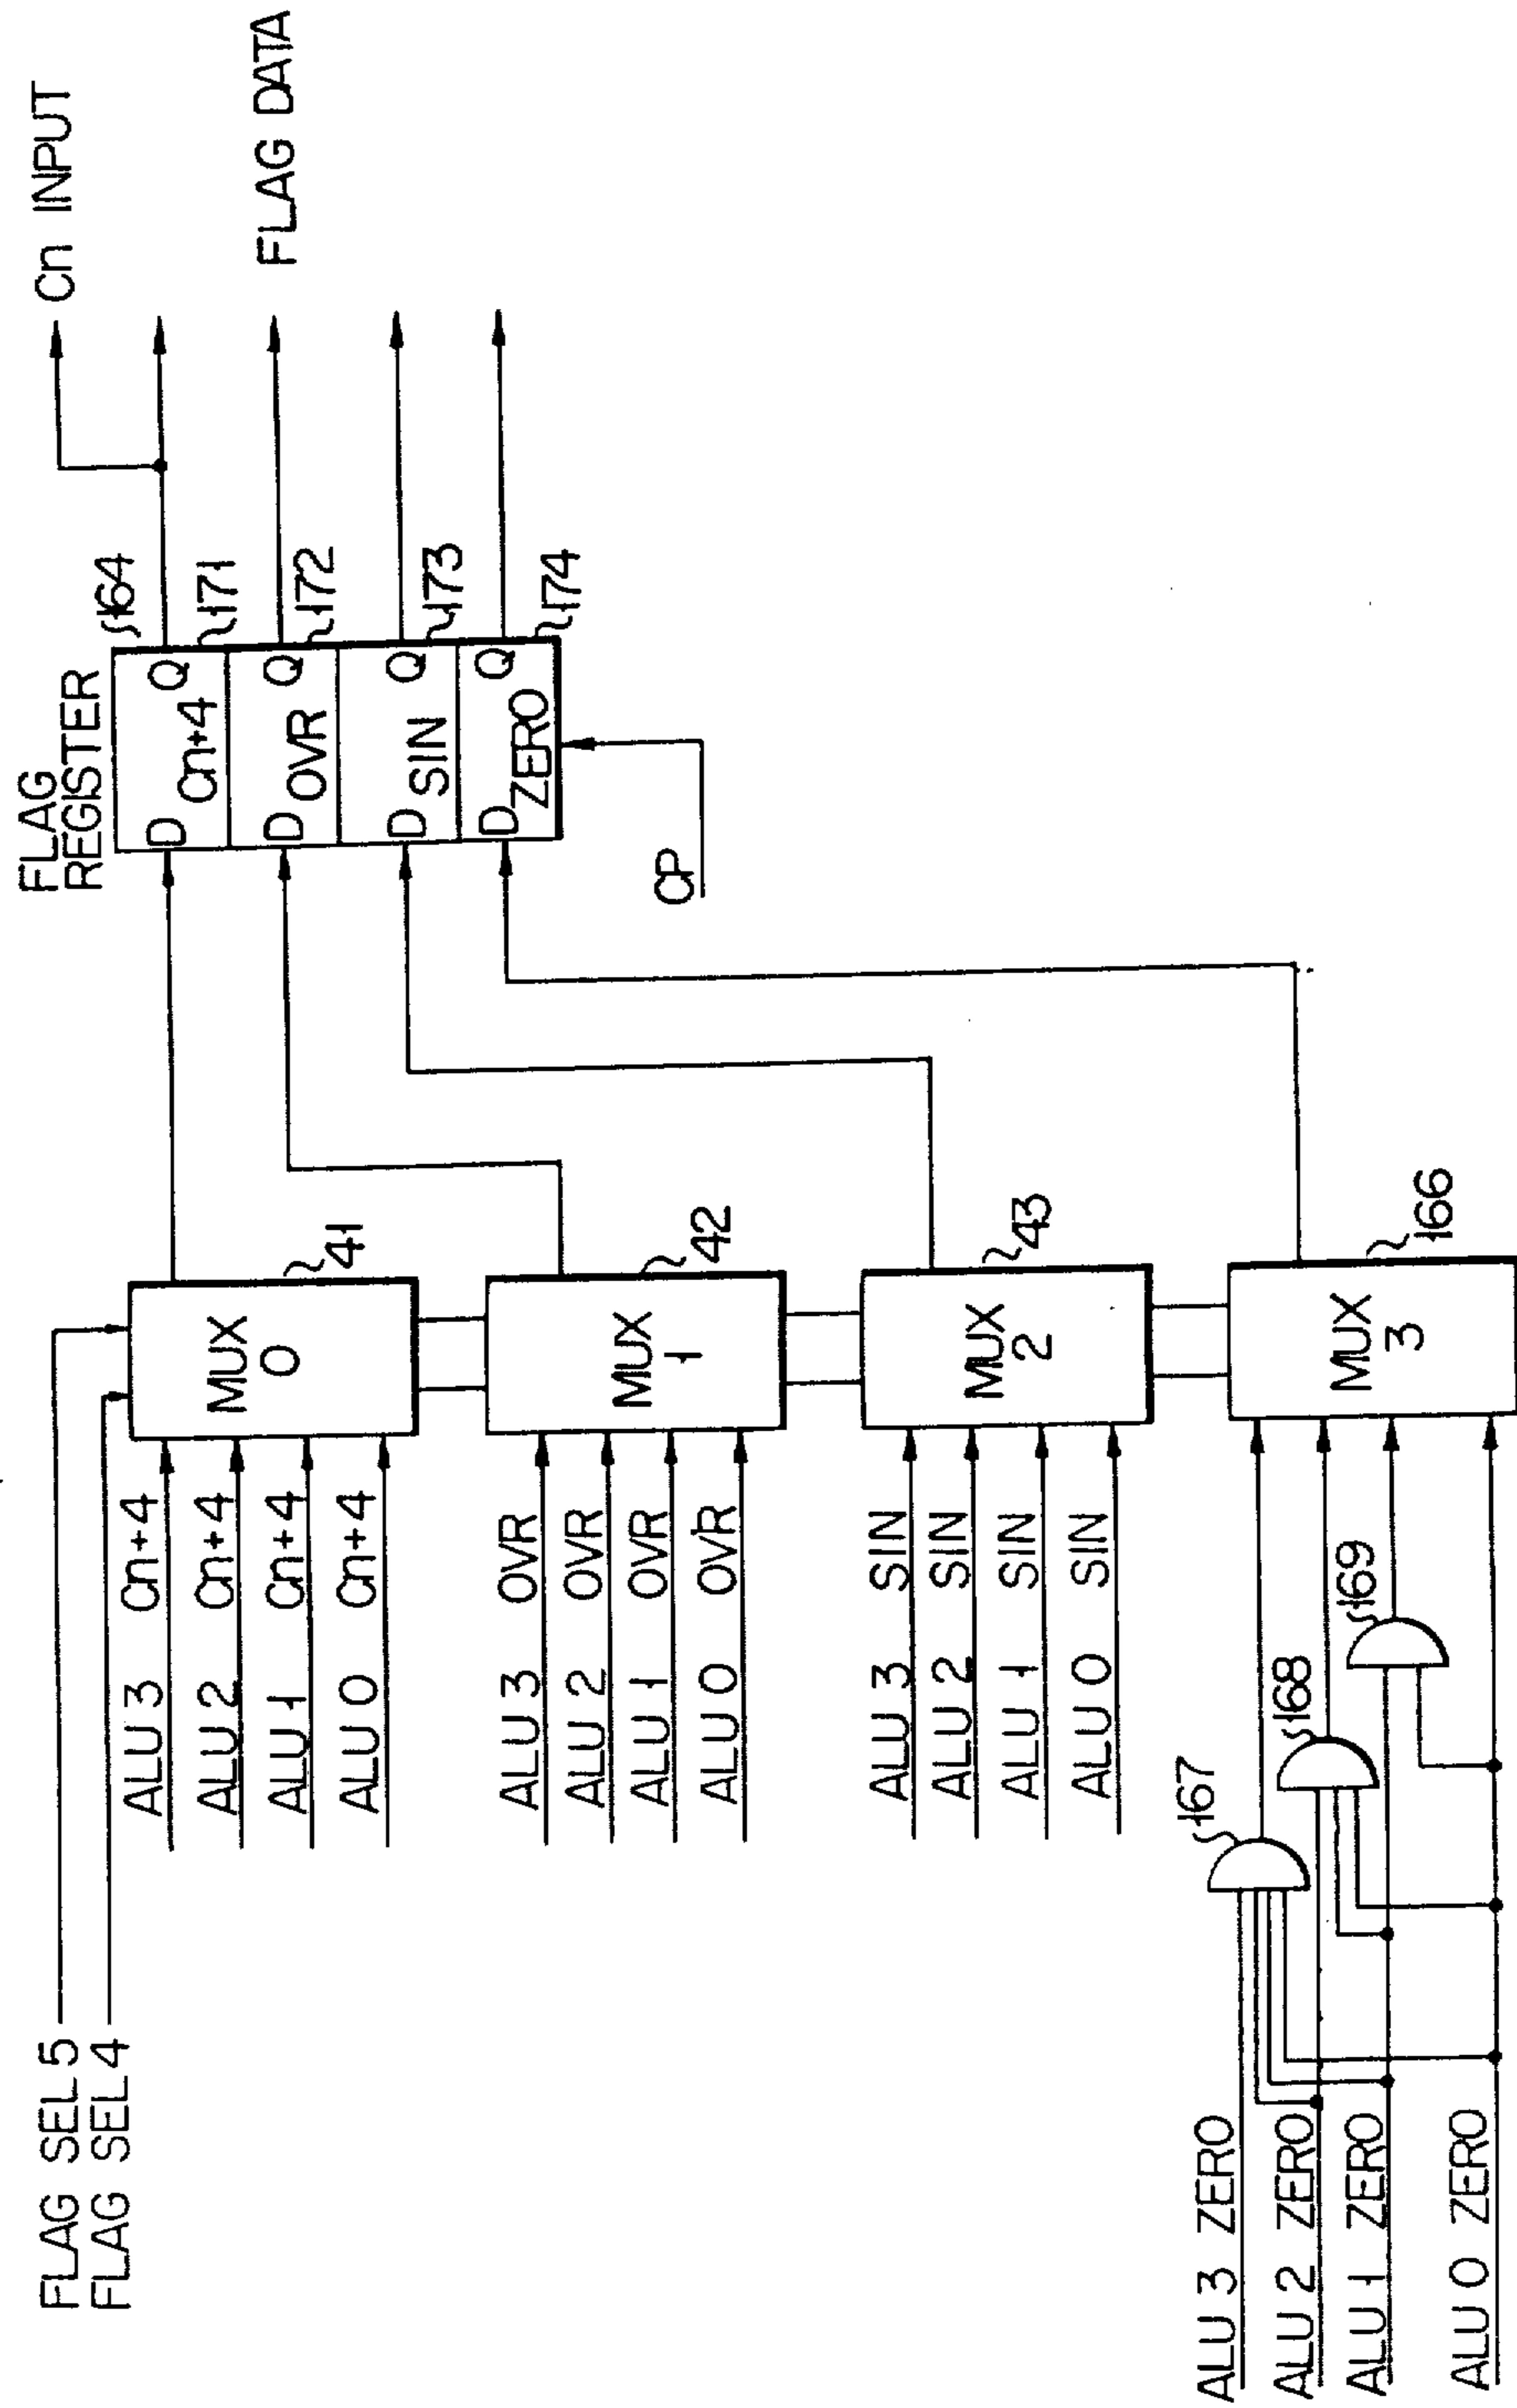 FLAG SEL 5
FLAG SEL 4
ALU 3 Cn+4
ALU 2 Cn+4
ALU 1 Cn+4
ALU 0 Cn+4
MUX
0
41
ALU 3 OVR
ALU 2 OVR
ALU 1 OVR
ALU 0 OVR
MUX
1
42
ALU 3 SIN
ALU 2 SIN
ALU 1 SIN
ALU 0 SIN
MUX
2
43
ALU 3 ZERO
ALU 2 ZERO
ALU 1 ZERO
ALU 0 ZERO
167
168
169
MUX
3
166
FLAG
REGISTER
164
D Cn+4 Q
171
D OVR Q
172
D SIN Q
173
D ZERO Q
174
CP
Cn INPUT
FLAG DATA